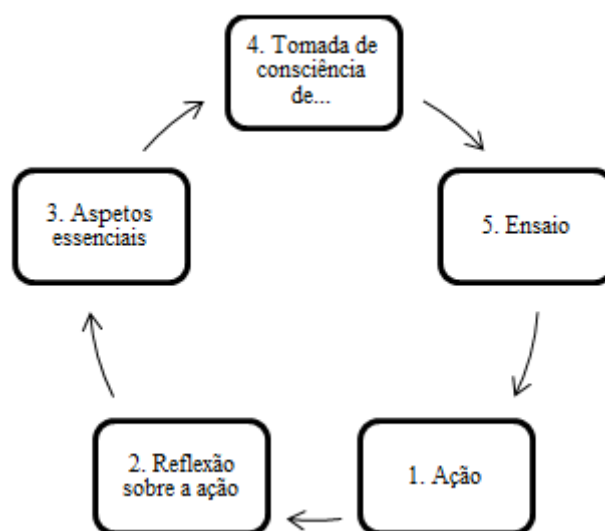 4. Tomada de
consciência
de...
3. Aspetos
essenciais
5. Ensaio
2. Reflexão
sobre a ação
1. Ação